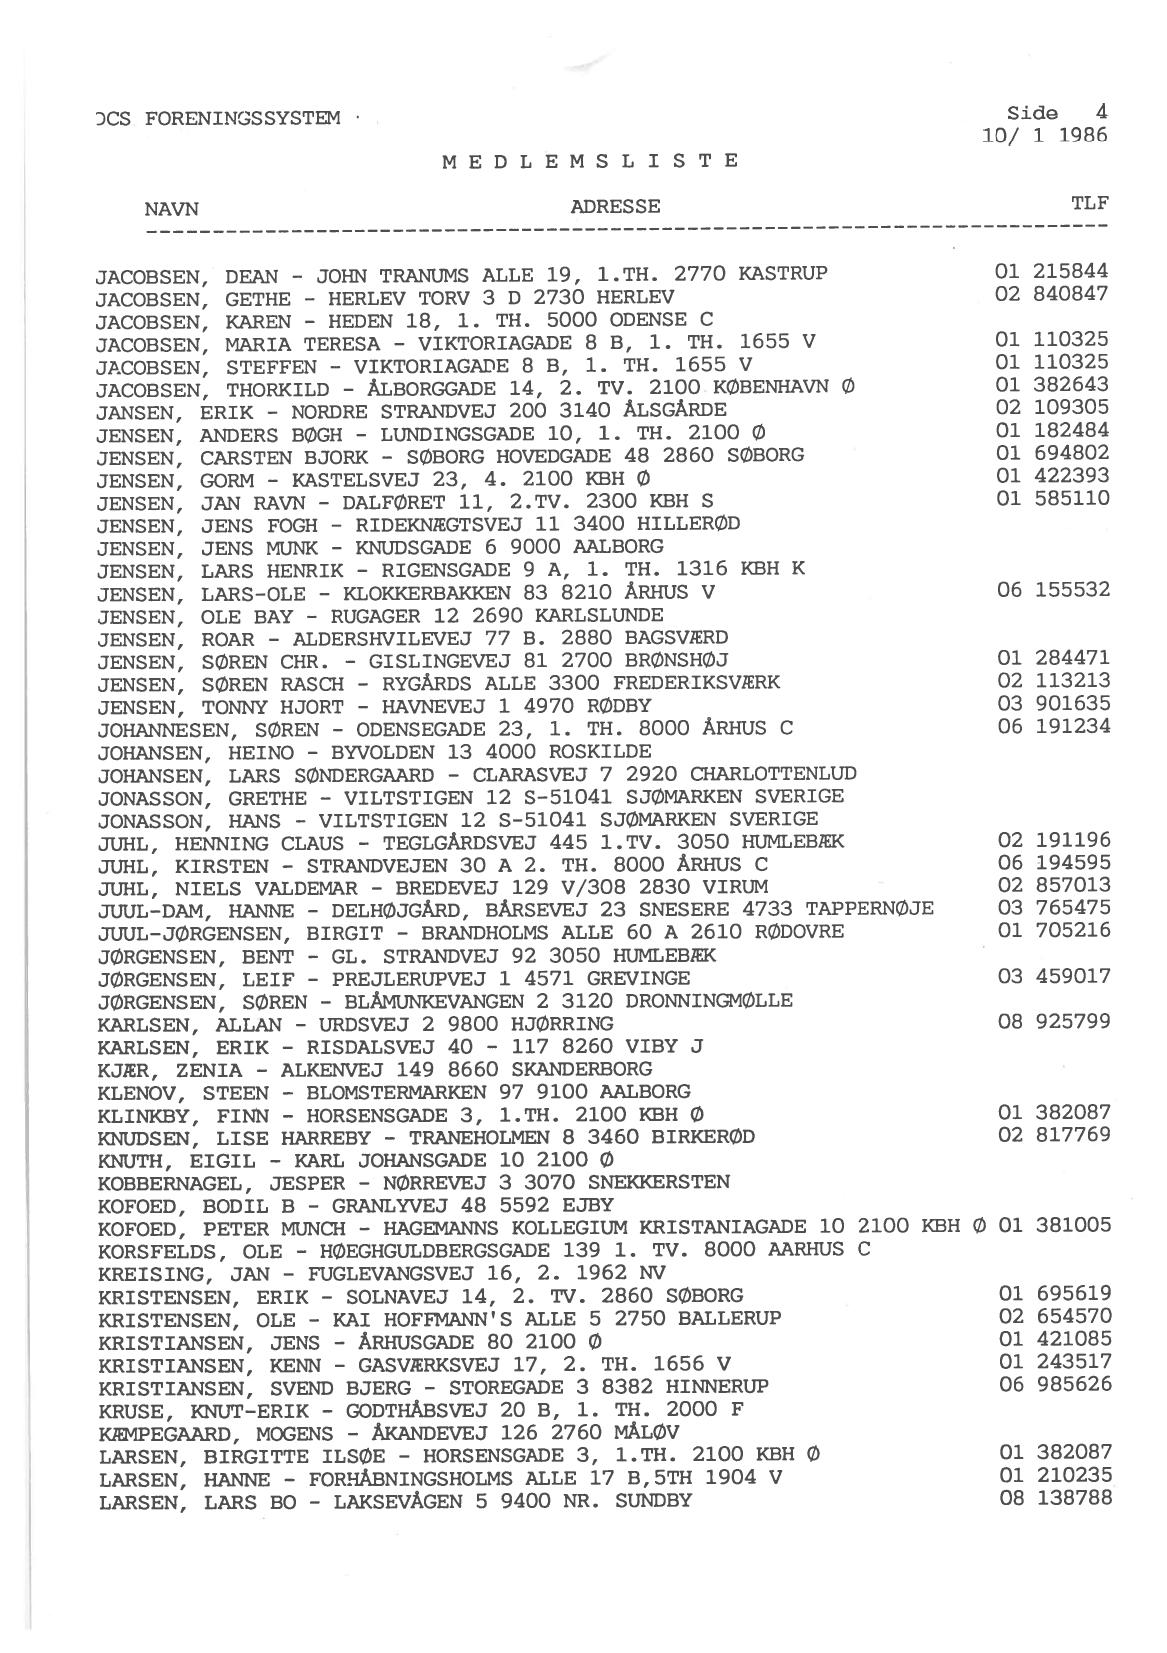 OCS FORENINGSSYSTEM
Side 4
10/ 1 1986
M E D L E M S L I S T E
NAVN ADRESSE TLF
--------------------------------------------------------------------------
JACOBSEN, DEAN - JOHN TRANUMS ALLE 19, 1.TH. 2770 KASTRUP 01 215844
JACOBSEN, GETHE - HERLEV TORV 3 D 2730 HERLEV 02 840847
JACOBSEN, KAREN - HEDEN 18, 1. TH. 5000 ODENSE C
JACOBSEN, MARIA TERESA - VIKTORIAGADE 8 B, 1. TH. 1655 V 01 110325
JACOBSEN, STEFFEN - VIKTORIAGADE 8 B, 1. TH. 1655 V 01 110325
JACOBSEN, THORKILD - ÅLBORGGADE 14, 2. TV. 2100 KØBENHAVN Ø 01 382643
JANSEN, ERIK - NORDRE STRANDVEJ 200 3140 ÅLSGÅRDE 02 109305
JENSEN, ANDERS BØGH - LUNDINGSGADE 10, 1. TH. 2100 Ø 01 182484
JENSEN, CARSTEN BJORK - SØBORG HOVEDGADE 48 2860 SØBORG 01 694802
JENSEN, GORM - KASTELSVEJ 23, 4. 2100 KBH Ø 01 422393
JENSEN, JAN RAVN - DALFØRET 11, 2.TV. 2300 KBH S 01 585110
JENSEN, JENS FOGH - RIDEKNÆGTSVEJ 11 3400 HILLERØD
JENSEN, JENS MUNK - KNUDSGADE 6 9000 AALBORG
JENSEN, LARS HENRIK - RIGENSGADE 9 A, 1. TH. 1316 KBH K
JENSEN, LARS-OLE - KLOKKERBAKKEN 83 8210 ÅRHUS V 06 155532
JENSEN, OLE BAY - RUGAGER 12 2690 KARLSLUNDE
JENSEN, ROAR - ALDERSHVILEVEJ 77 B. 2880 BAGSVÆRD
JENSEN, SØREN CHR. - GISLINGEVEJ 81 2700 BRØNSHØJ 01 284471
JENSEN, SØREN RASCH - RYGÅRDS ALLE 3300 FREDERIKSVÆRK 02 113213
JENSEN, TONNY HJORT - HAVNEVEJ 1 4970 RØDBY 03 901635
JOHANNESEN, SØREN - ODENSEGADE 23, 1. TH. 8000 ÅRHUS C 06 191234
JOHANSEN, HEINO - BYVOLDEN 13 4000 ROSKILDE
JOHANSEN, LARS SØNDERGAARD - CLARASVEJ 7 2920 CHARLOTTENLUD
JONASSON, GRETHE - VILTSTIGEN 12 S-51041 SJØMARKEN SVERIGE
JONASSON, HANS - VILTSTIGEN 12 S-51041 SJØMARKEN SVERIGE
JUHL, HENNING CLAUS - TEGLGÅRDSVEJ 445 1.TV. 3050 HUMLEBÆK 02 191196
JUHL, KIRSTEN - STRANDVEJEN 30 A 2. TH. 8000 ÅRHUS C 06 194595
JUHL, NIELS VALDEMAR - BREDEVEJ 129 V/308 2830 VIRUM 02 857013
JUUL-DAM, HANNE - DELHØJGÅRD, BÅRSEVEJ 23 SNESERE 4733 TAPPERNØJE 03 765475
JUUL-JØRGENSEN, BIRGIT - BRANDHOLMS ALLE 60 A 2610 RØDOVRE 01 705216
JØRGENSEN, BENT - GL. STRANDVEJ 92 3050 HUMLEBÆK
JØRGENSEN, LEIF - PREJLERUPVEJ 1 4571 GREVINGE 03 459017
JØRGENSEN, SØREN - BLÅMUNKEVANGEN 2 3120 DRONNINGMØLLE
KARLSEN, ALLAN - URDSVEJ 2 9800 HJØRRING 08 925799
KARLSEN, ERIK - RISDALSVEJ 40 - 117 8260 VIBY J
KJÆR, ZENIA - ALKENVEJ 149 8660 SKANDERBORG
KLENOV, STEEN - BLOMSTERMARKEN 97 9100 AALBORG
KLINKBY, FINN - HORSENSGADE 3, 1.TH. 2100 KBH Ø 01 382087
KNUDSEN, LISE HARREBY - TRANEHOLMEN 8 3460 BIRKERØD 02 817769
KNUTH, EIGIL - KARL JOHANSGADE 10 2100 Ø
KOBBERNAGEL, JESPER - NØRREVEJ 3 3070 SNEKKERSTEN
KOFOED, BODIL B - GRANLYVEJ 48 5592 EJBY
KOFOED, PETER MUNCH - HAGEMANNS KOLLEGIUM KRISTANIAGADE 10 2100 KBH Ø 01 381005
KORSFELDS, OLE - HØEGHGULDBERGSGADE 139 1. TV. 8000 AARHUS C
KREISING, JAN - FUGLEVANGSVEJ 16, 2. 1962 NV
KRISTENSEN, ERIK - SOLNAVEJ 14, 2. TV. 2860 SØBORG 01 695619
KRISTENSEN, OLE - KAI HOFFMANN'S ALLE 5 2750 BALLERUP 02 654570
KRISTIANSEN, JENS - ÅRHUSGADE 80 2100 Ø 01 421085
KRISTIANSEN, KENN - GASVÆRKSVEJ 17, 2. TH. 1656 V 01 243517
KRISTIANSEN, SVEND BJERG - STOREGADE 3 8382 HINNERUP 06 985626
KRUSE, KNUT-ERIK - GODTHÅBSVEJ 20 B, 1. TH. 2000 F
KÆMPEGAARD, MOGENS - ÅKANDEVEJ 126 2760 MÅLØV
LARSEN, BIRGITTE ILSØE - HORSENSGADE 3, 1.TH. 2100 KBH Ø 01 382087
LARSEN, HANNE - FORHÅBNINGSHOLMS ALLE 17 B,5TH 1904 V 01 210235
LARSEN, LARS BO - LAKSEVÅGEN 5 9400 NR. SUNDBY 08 138788